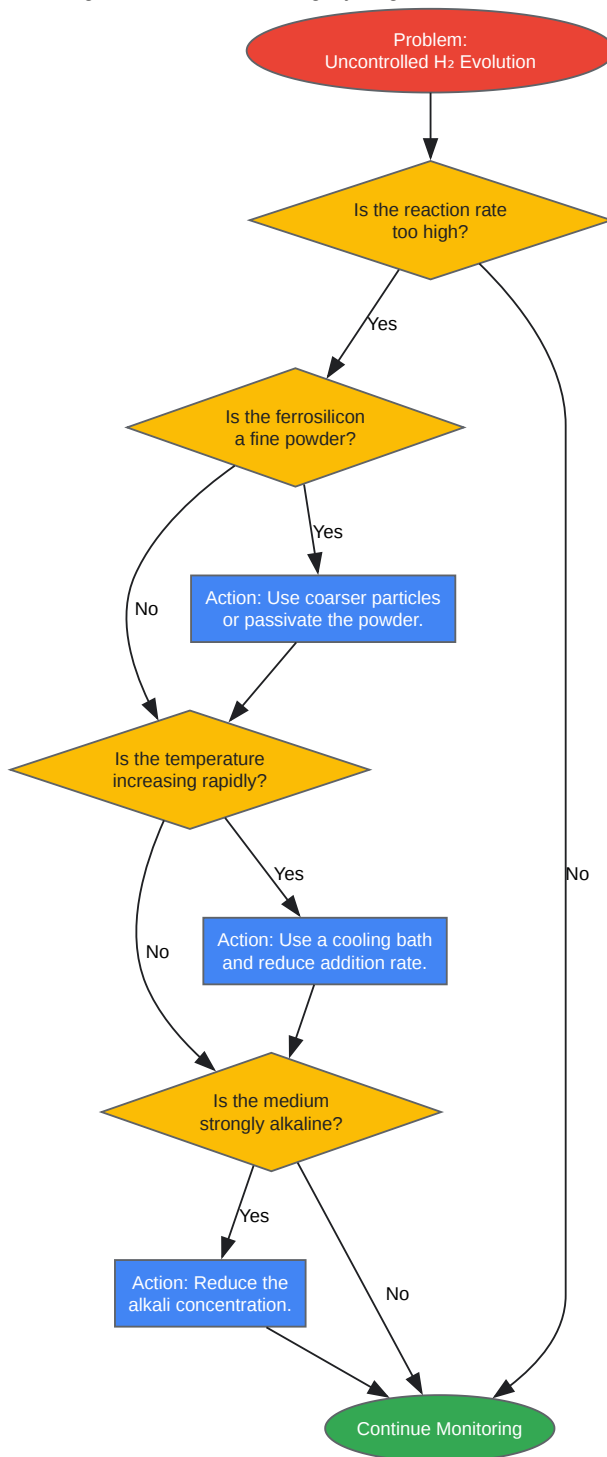 Problem:
Uncontrolled H₂ Evolution
Is the reaction rate
too high?
Yes
Is the ferrosilicon
a fine powder?
Yes
Action: Use coarser particles
or passivate the powder.
No
Is the temperature
increasing rapidly?
Yes
No
Action: Use a cooling bath
and reduce addition rate.
No
Is the medium
strongly alkaline?
Yes
Action: Reduce the
alkali concentration.
No
Continue Monitoring